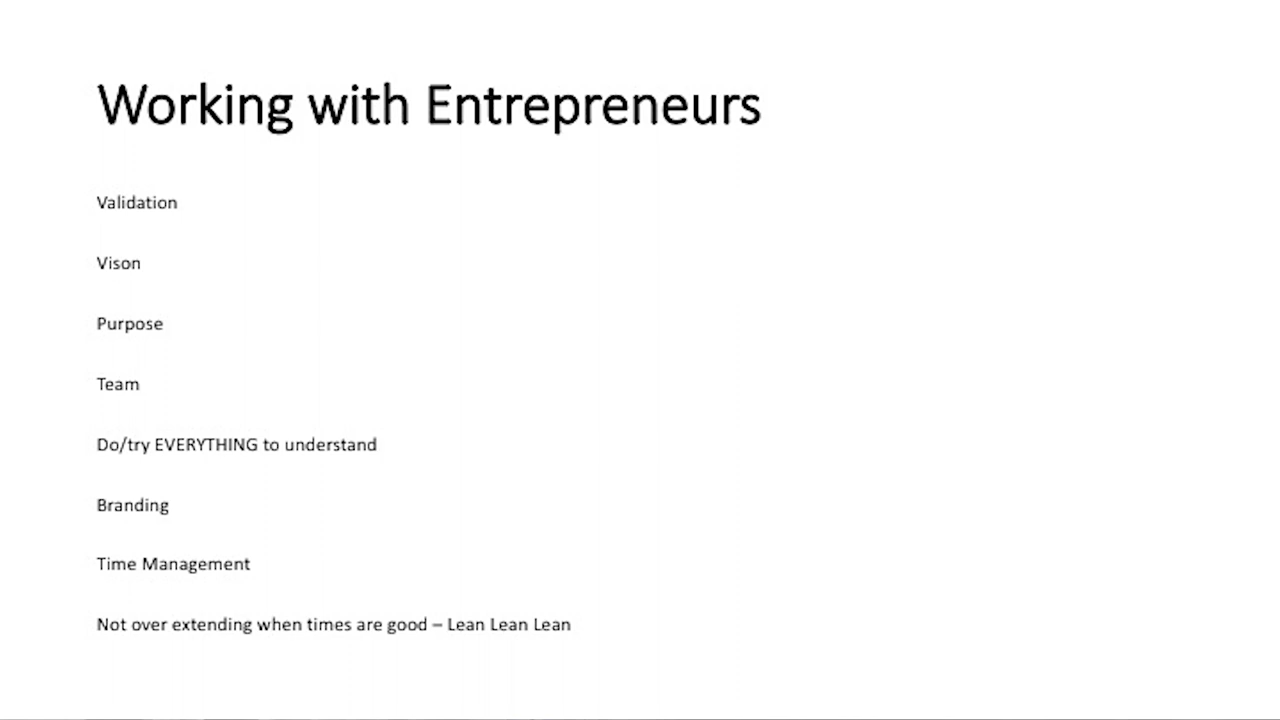 Working with Entrepreneurs
Validation
Vison
Purpose
Team
Do/try EVERYTHING to understand
Branding
Time Management
Not over extending when times are good – Lean Lean Lean